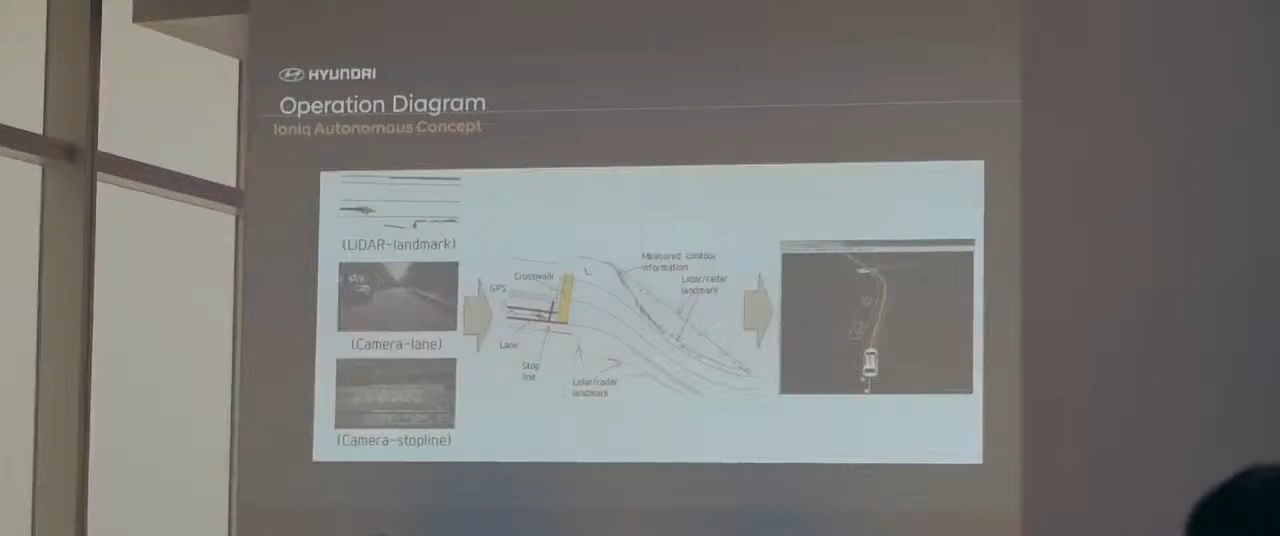 HYUNDAI
Operation Diagram
Ioniq Autonomous Concept
(LiDAR-landmark)
(Camera-lane)
(Camera-stopline)
GPS
Crosswalk
Lane
Stop
line
Measured contour
information
Lidar/radar
landmark
Lidar/radar
landmark